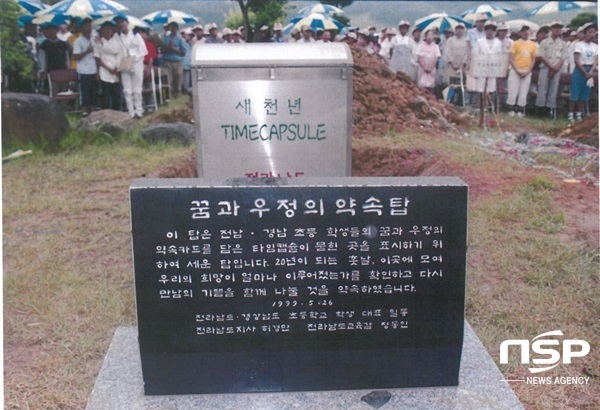 새천년
TIMECAPSULE
전라남도
꿈과 우정의 약속탑
이 탑은 전남·경남 초등 학생들의 꿈과 우정의
약속카드를 담은 타임캡슐이 묻힌 곳을 표시하기 위
하여 세운 탑입니다. 20년이 되는 훗날, 이곳에 모여
우리의 희망이 얼마나 이루어졌는가를 확인하고 다시
만남의 기쁨을 함께 나눌 것을 약속하였습니다.
1999. 5. 26
전라남도·경상남도 초등학교 학생 대표 일동
전라남도지사 허경만 전라남도교육감 정영진
nsp
NEWS AGENCY